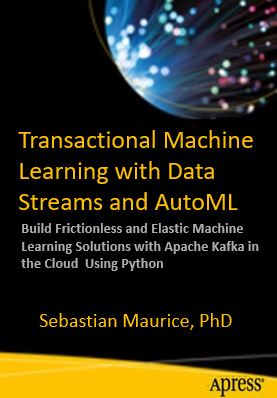 Transactional Machine
Learning with Data
Streams and AutoML
Build Frictionless and Elastic Machine
Learning Solutions with Apache Kafka in
the Cloud  Using Python
Sebastian Maurice, PhD
Apress®